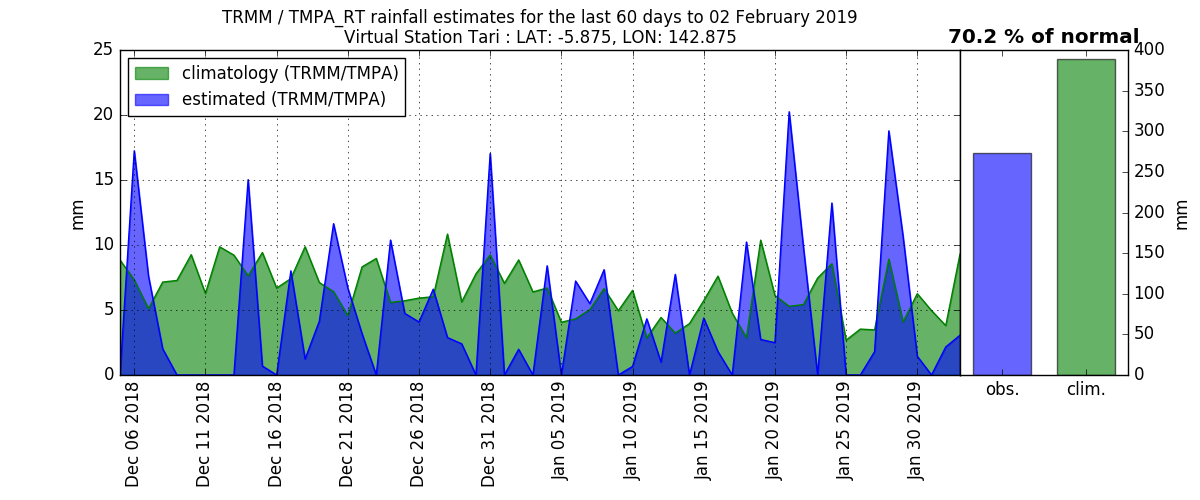 TRMM / TMPA_RT rainfall estimates for the last 60 days to 02 February 2019
Virtual Station Tari : LAT: -5.875, LON: 142.875
70.2 % of normal
climatology (TRMM/TMPA)
estimated (TRMM/TMPA)
25
20
15
10
5
0
mm
Dec 06 2018
Dec 11 2018
Dec 16 2018
Dec 21 2018
Dec 26 2018
Dec 31 2018
Jan 05 2019
Jan 10 2019
Jan 15 2019
Jan 20 2019
Jan 25 2019
Jan 30 2019
obs.
clim.
400
350
300
250
200
150
100
50
0
mm